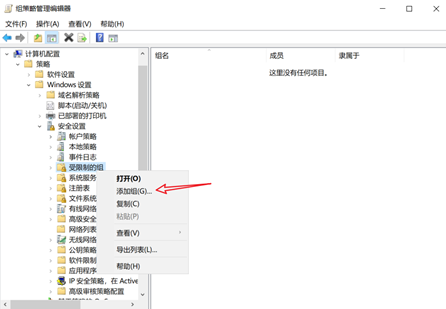 组策略管理编辑器
文件(F) 操作(A) 查看(V) 帮助(H)
计算机配置
策略
软件设置
Windows 设置
域名解析策略
脚本(启动/关机)
已部署的打印机
安全设置
帐户策略
本地策略
事件日志
受限制的组
系统服务
注册表
文件系统
有线网络
高级安全
网络列表
无线网络
公钥策略
软件限制
应用程序
IP 安全策略，在 Active
高级审核策略配置
组名 成员 隶属于
这里没有任何项目。
打开(O)
添加组(G)...
复制(C)
粘贴(P)
查看(V)
导出列表(L)...
帮助(H)